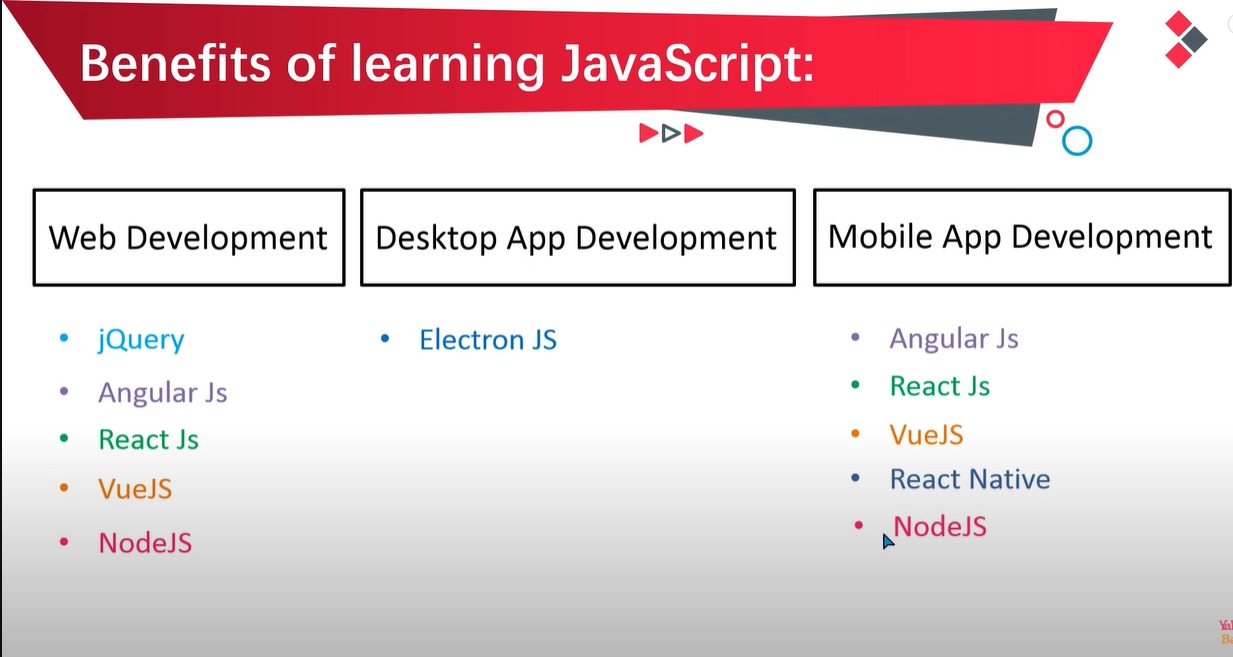 Benefits of learning JavaScript:
Web Development
• jQuery
• Angular Js
• React Js
• VueJS
• NodeJS
Desktop App Development
• Electron JS
Mobile App Development
• Angular Js
• React Js
• VueJS
• React Native
• NodeJS